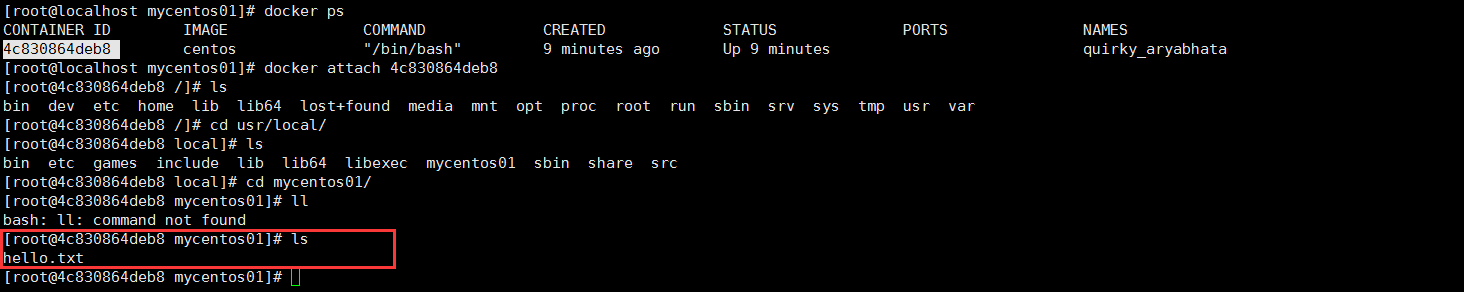 [root@localhost mycentos01]# docker ps
CONTAINER ID        IMAGE               COMMAND             CREATED             STATUS              PORTS               NAMES
4c830864deb8        centos              "/bin/bash"         9 minutes ago       Up 9 minutes                            quirky_aryabhata
[root@localhost mycentos01]# docker attach 4c830864deb8
[root@4c830864deb8 /]# ls
bin  dev  etc  home  lib  lib64  lost+found  media  mnt  opt  proc  root  run  sbin  srv  sys  tmp  usr  var
[root@4c830864deb8 /]# cd usr/local/
[root@4c830864deb8 local]# ls
bin  etc  games  include  lib  lib64  libexec  mycentos01  sbin  share  src
[root@4c830864deb8 local]# cd mycentos01/
[root@4c830864deb8 mycentos01]# ll
bash: ll: command not found
[root@4c830864deb8 mycentos01]# ls
hello.txt
[root@4c830864deb8 mycentos01]#